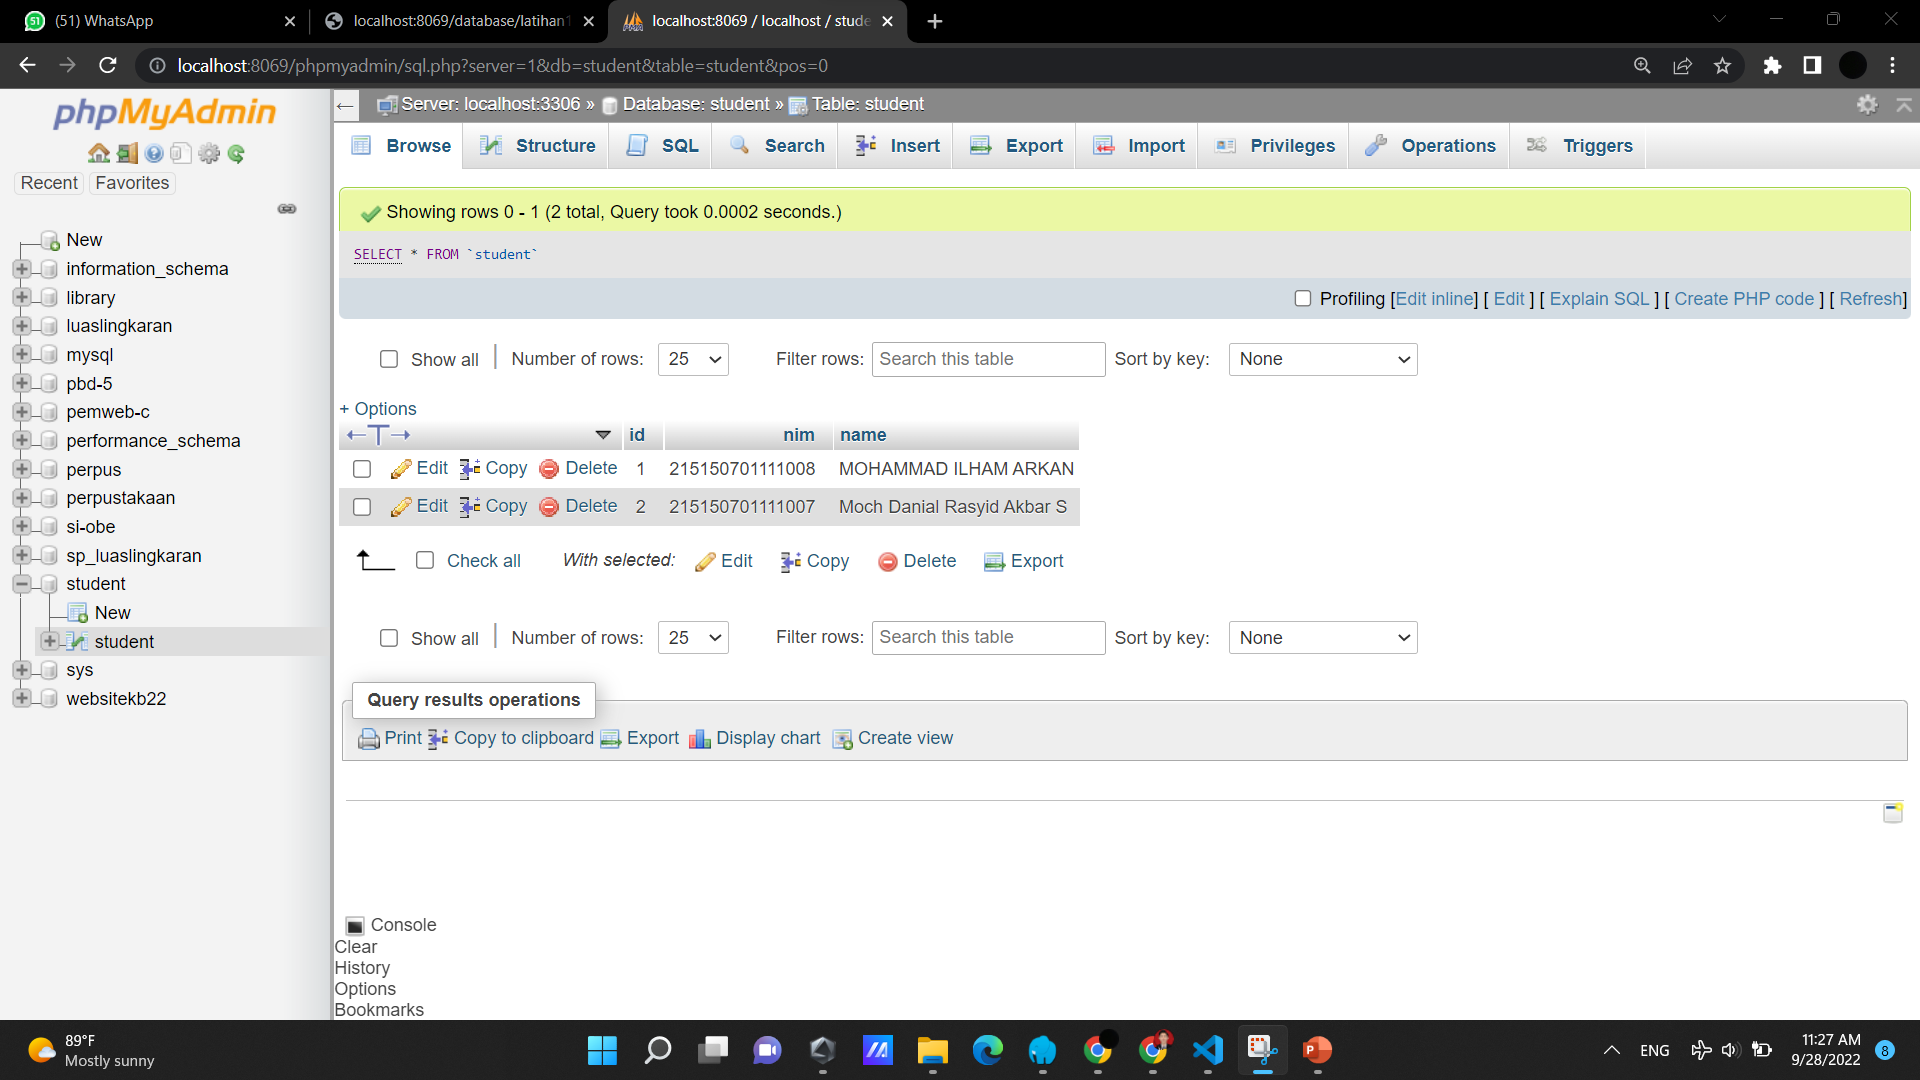 (51) WhatsApp
localhost:8069/database/latihan1
localhost:8069 / localhost / stude
localhost:8069/phpmyadmin/sql.php?server=1&db=student&table=student&pos=0
phpMyAdmin
Recent Favorites
New
information_schema
library
luaslingkaran
mysql
pbd-5
pemweb-c
performance_schema
perpus
perpustakaan
si-obe
sp_luaslingkaran
student
New
student
sys
websitekb22
Server: localhost:3306 » Database: student » Table: student
Browse Structure SQL Search Insert Export Import Privileges Operations Triggers
Showing rows 0 - 1 (2 total, Query took 0.0002 seconds.)
SELECT * FROM `student`
Profiling [Edit inline] [ Edit ] [ Explain SQL ] [ Create PHP code ] [ Refresh]
Show all Number of rows: 25 Filter rows: Search this table Sort by key: None
+ Options
←T→ id nim name
Edit Copy Delete 1 215150701111008 MOHAMMAD ILHAM ARKAN
Edit Copy Delete 2 215150701111007 Moch Danial Rasyid Akbar S
Check all With selected: Edit Copy Delete Export
Show all Number of rows: 25 Filter rows: Search this table Sort by key: None
Query results operations
Print Copy to clipboard Export Display chart Create view
Console
Clear
History
Options
Bookmarks
89°F
Mostly sunny
ENG
11:27 AM
9/28/2022
8